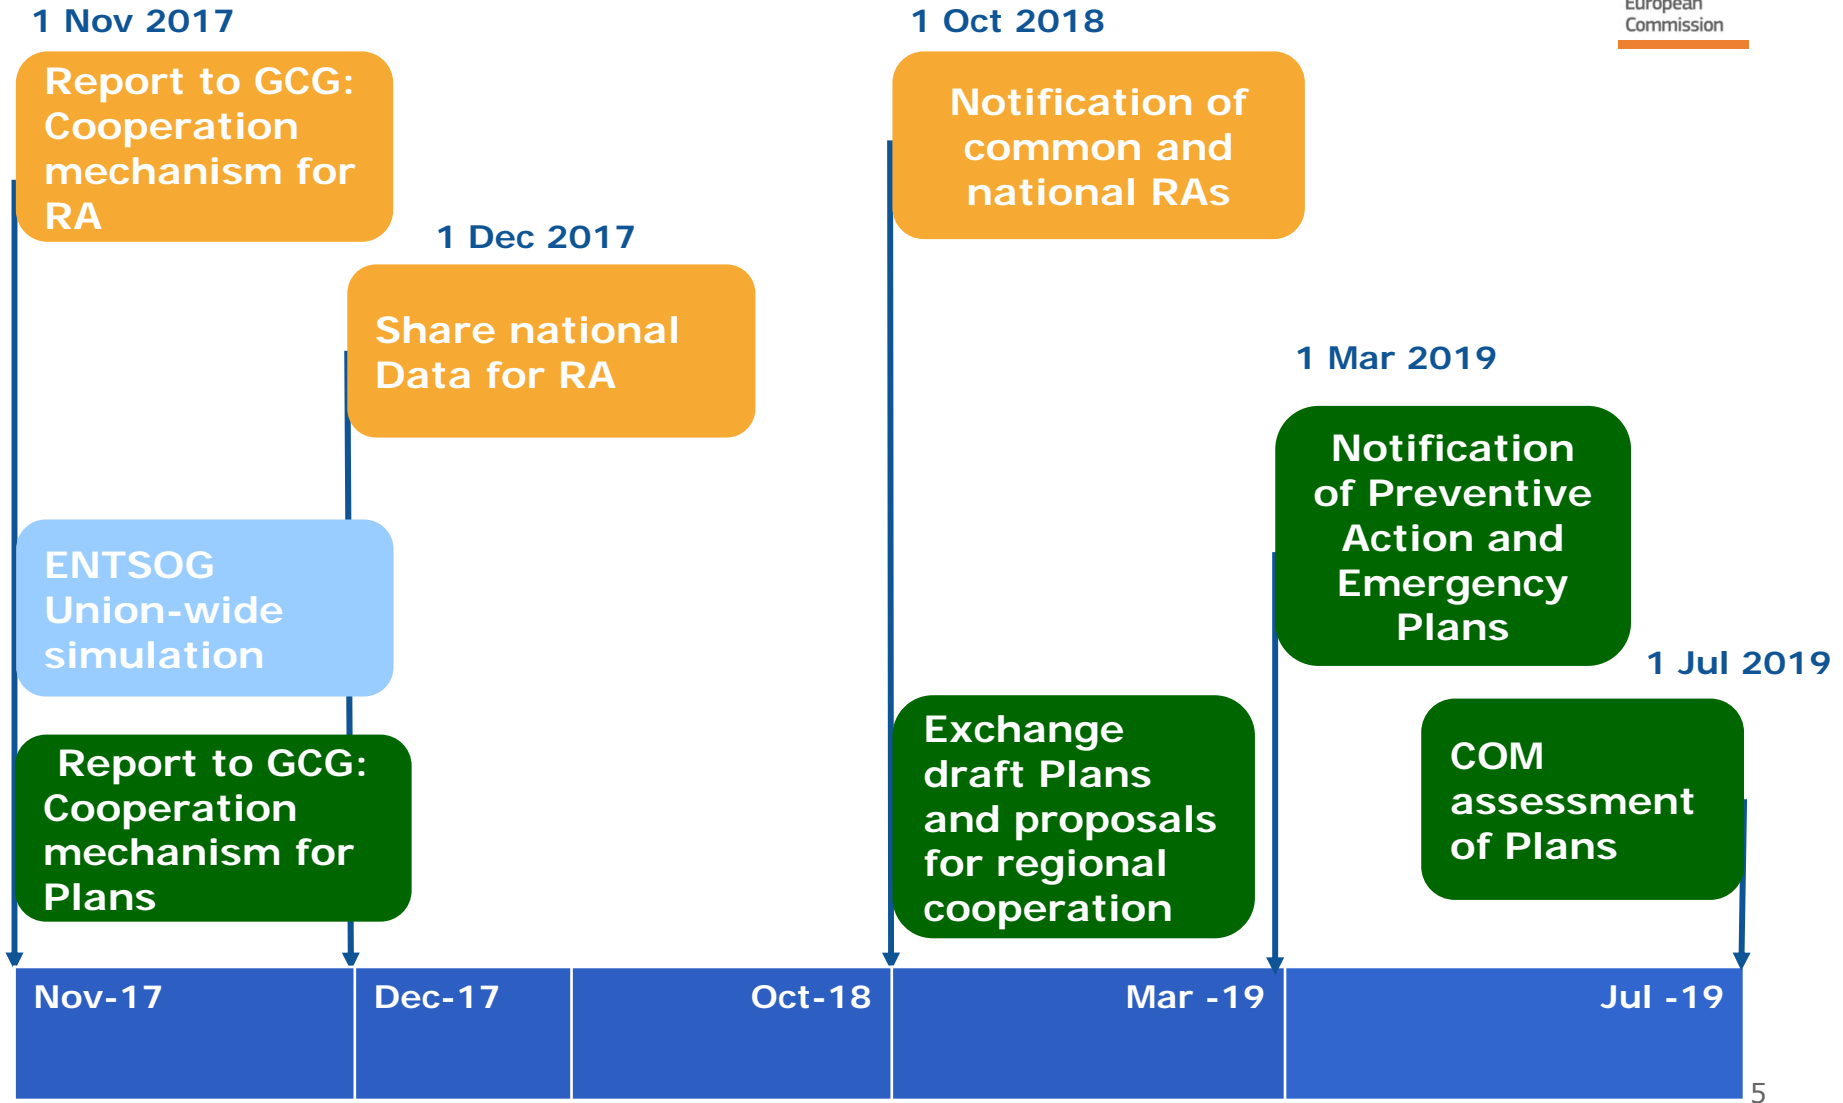 1 Nov 2017
1 Oct 2018
European
Commission
Report to GCG:
Cooperation
mechanism for
RA
Notification of
common and
national RAs
1 Dec 2017
Share national
Data for RA
1 Mar 2019
Notification
of Preventive
Action and
Emergency
Plans
ENTSOG
Union-wide
simulation
1 Jul 2019
Report to GCG:
Cooperation
mechanism for
Plans
Exchange
draft Plans
and proposals
for regional
cooperation
COM
assessment
of Plans
Nov-17
Dec-17
Oct-18
Mar -19
Jul -19
5